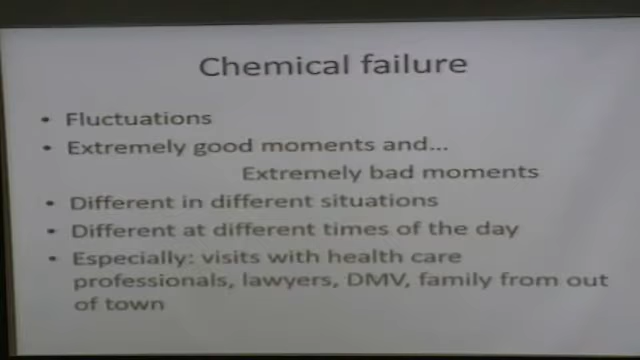 Chemical failure
• Fluctuations
• Extremely good moments and...
Extremely bad moments
• Different in different situations
• Different at different times of the day
• Especially: visits with health care
professionals, lawyers, DMV, family from out
of town